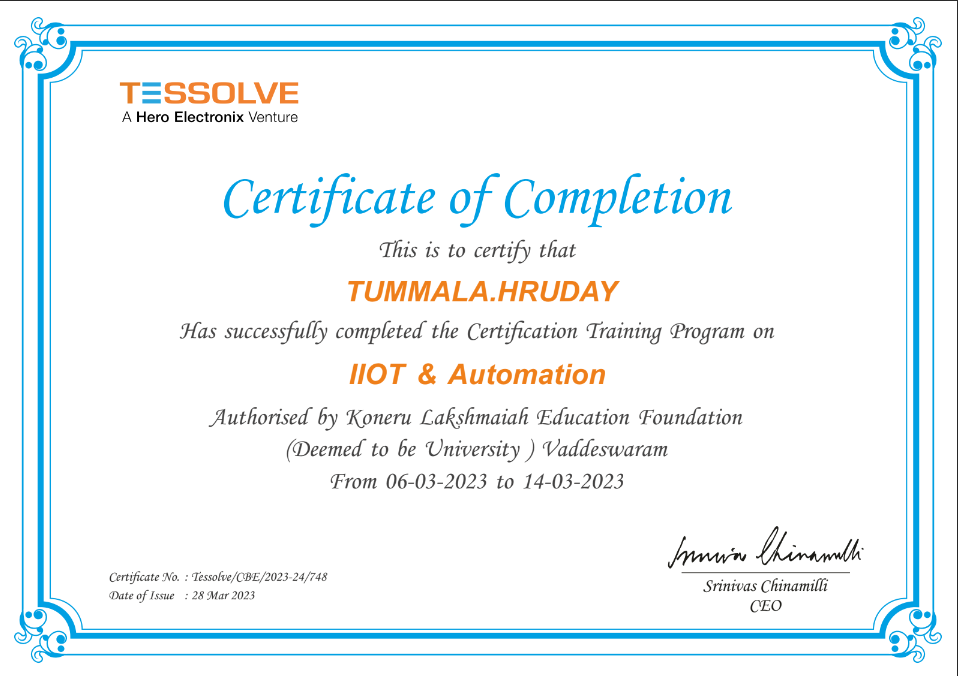 TESSOLVE
A Hero Electronix Venture
Certificate of Completion
This is to certify that
TUMMALA.HRUDAY
Has successfully completed the Certification Training Program on
IIOT & Automation
Authorised by Koneru Lakshmaiah Education Foundation
(Deemed to be University ) Vaddeswaram
From 06-03-2023 to 14-03-2023
Srinivas Chinamilli
Certificate No. : Tessolve/CBE/2023-24/748
Date of Issue : 28 Mar 2023
Srinivas Chinamilli
CEO